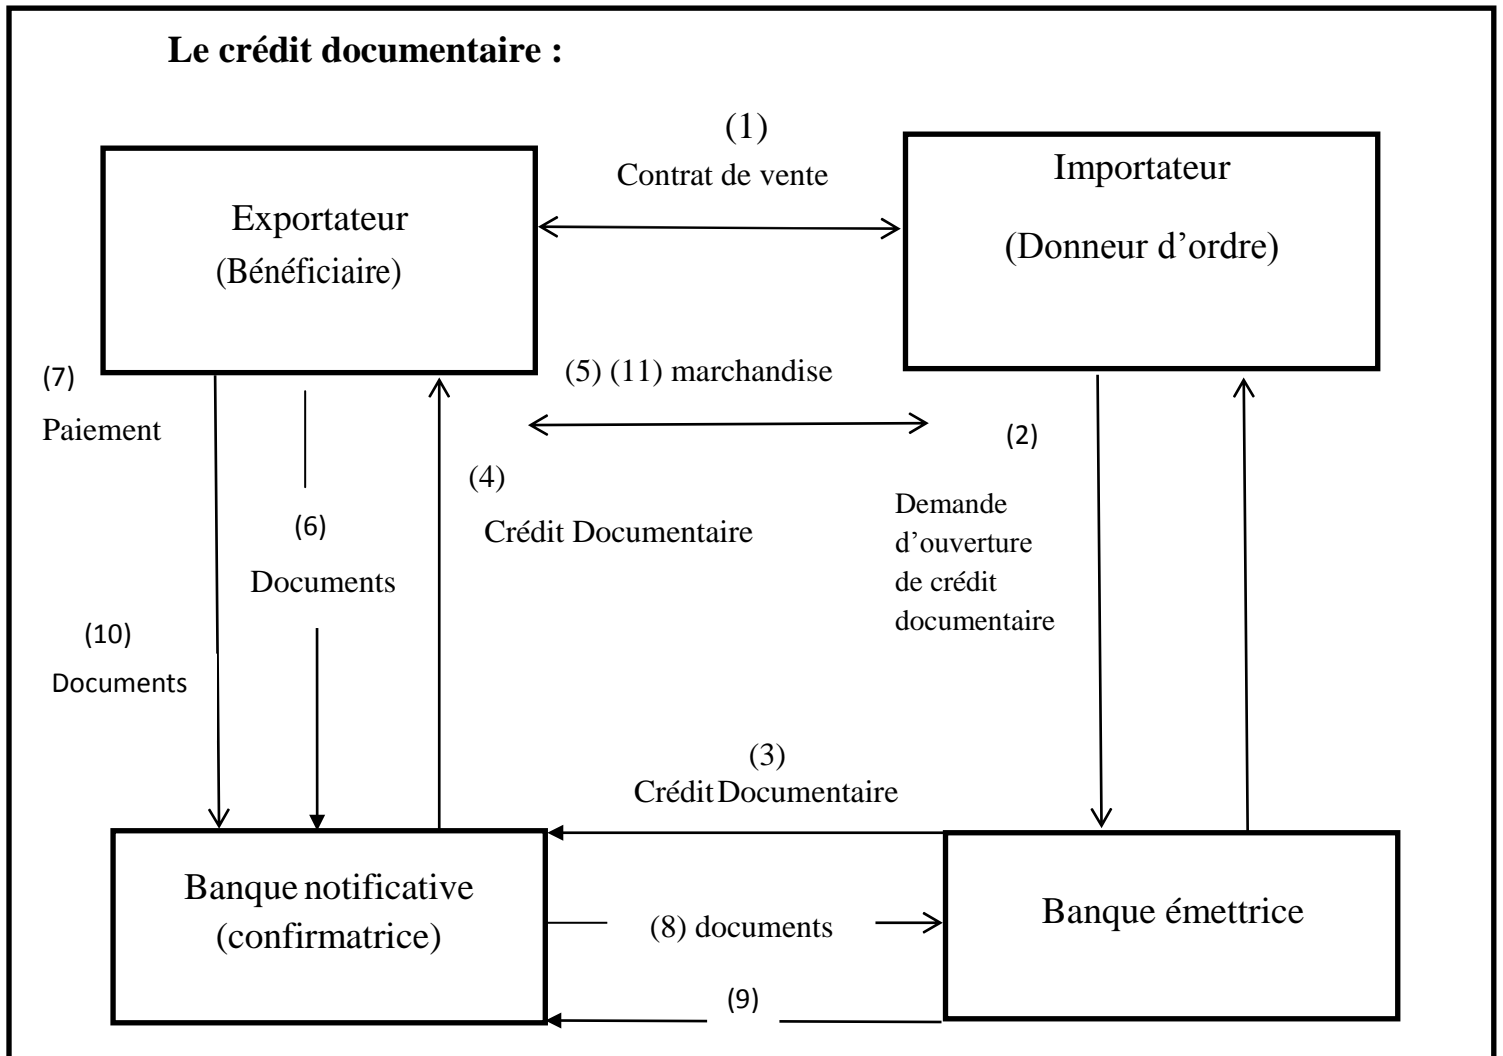 Le crédit documentaire :
(1)
Contrat de vente
Exportateur
(Bénéficiaire)
Importateur
(Donneur d’ordre)
(5) (11) marchandise
(7)
Paiement
(2)
(4)
Crédit Documentaire
Demande
d’ouverture
de crédit
documentaire
(6)
Documents
(10)
Documents
(3)
Crédit Documentaire
Banque notificative
(confirmatrice)
(8) documents
Banque émettrice
(9)